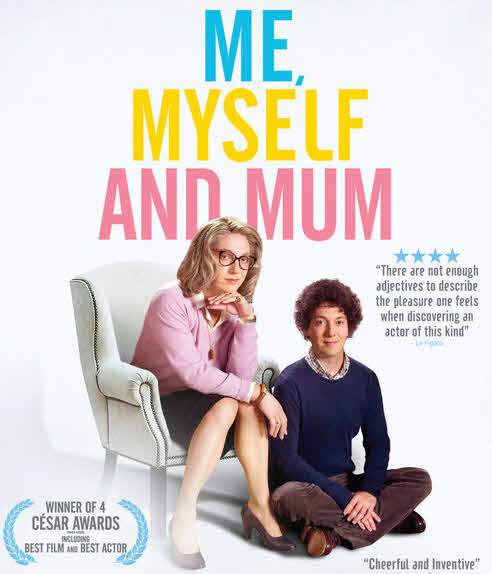 ME,
MYSELF
AND MUM
“There are not enough
adjectives to describe
the pleasure one feels
when discovering an
actor of this kind”
- Le Figaro
WINNER OF 4
CÉSAR AWARDS
INCLUDING
BEST FILM AND BEST ACTOR
“Cheerful and Inventive”